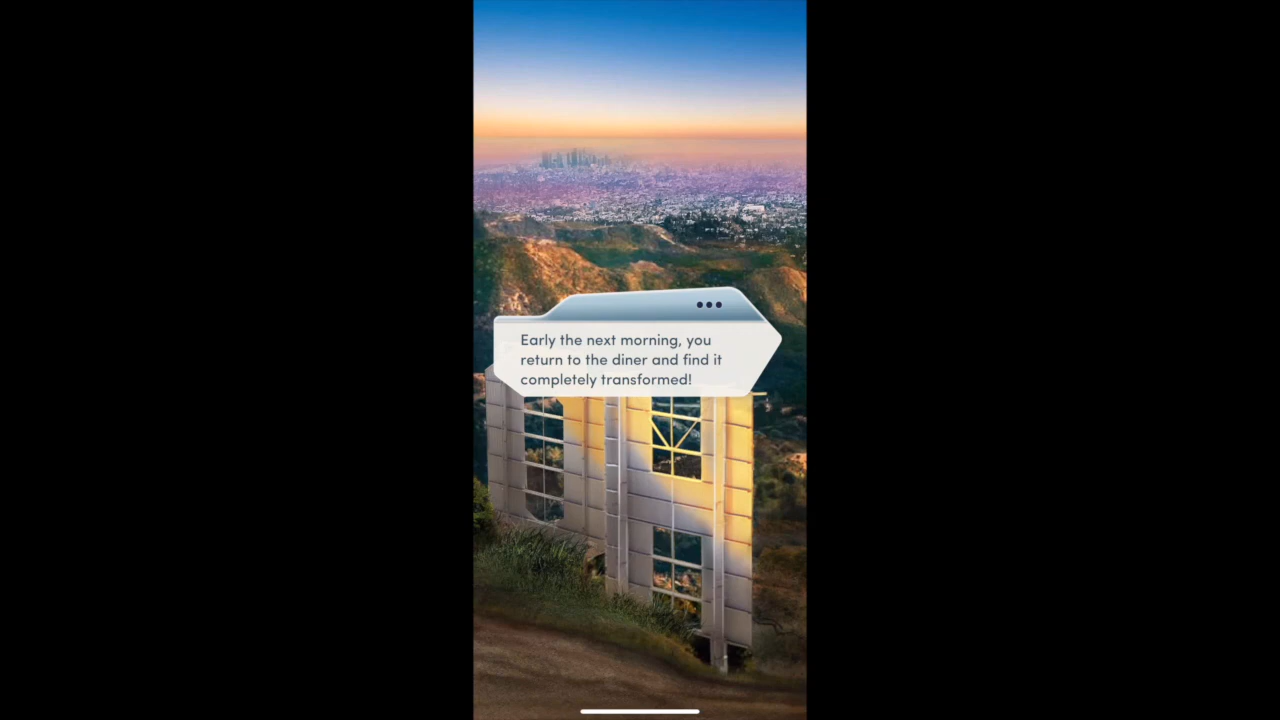 Early the next morning, you
return to the diner and find it
completely transformed!